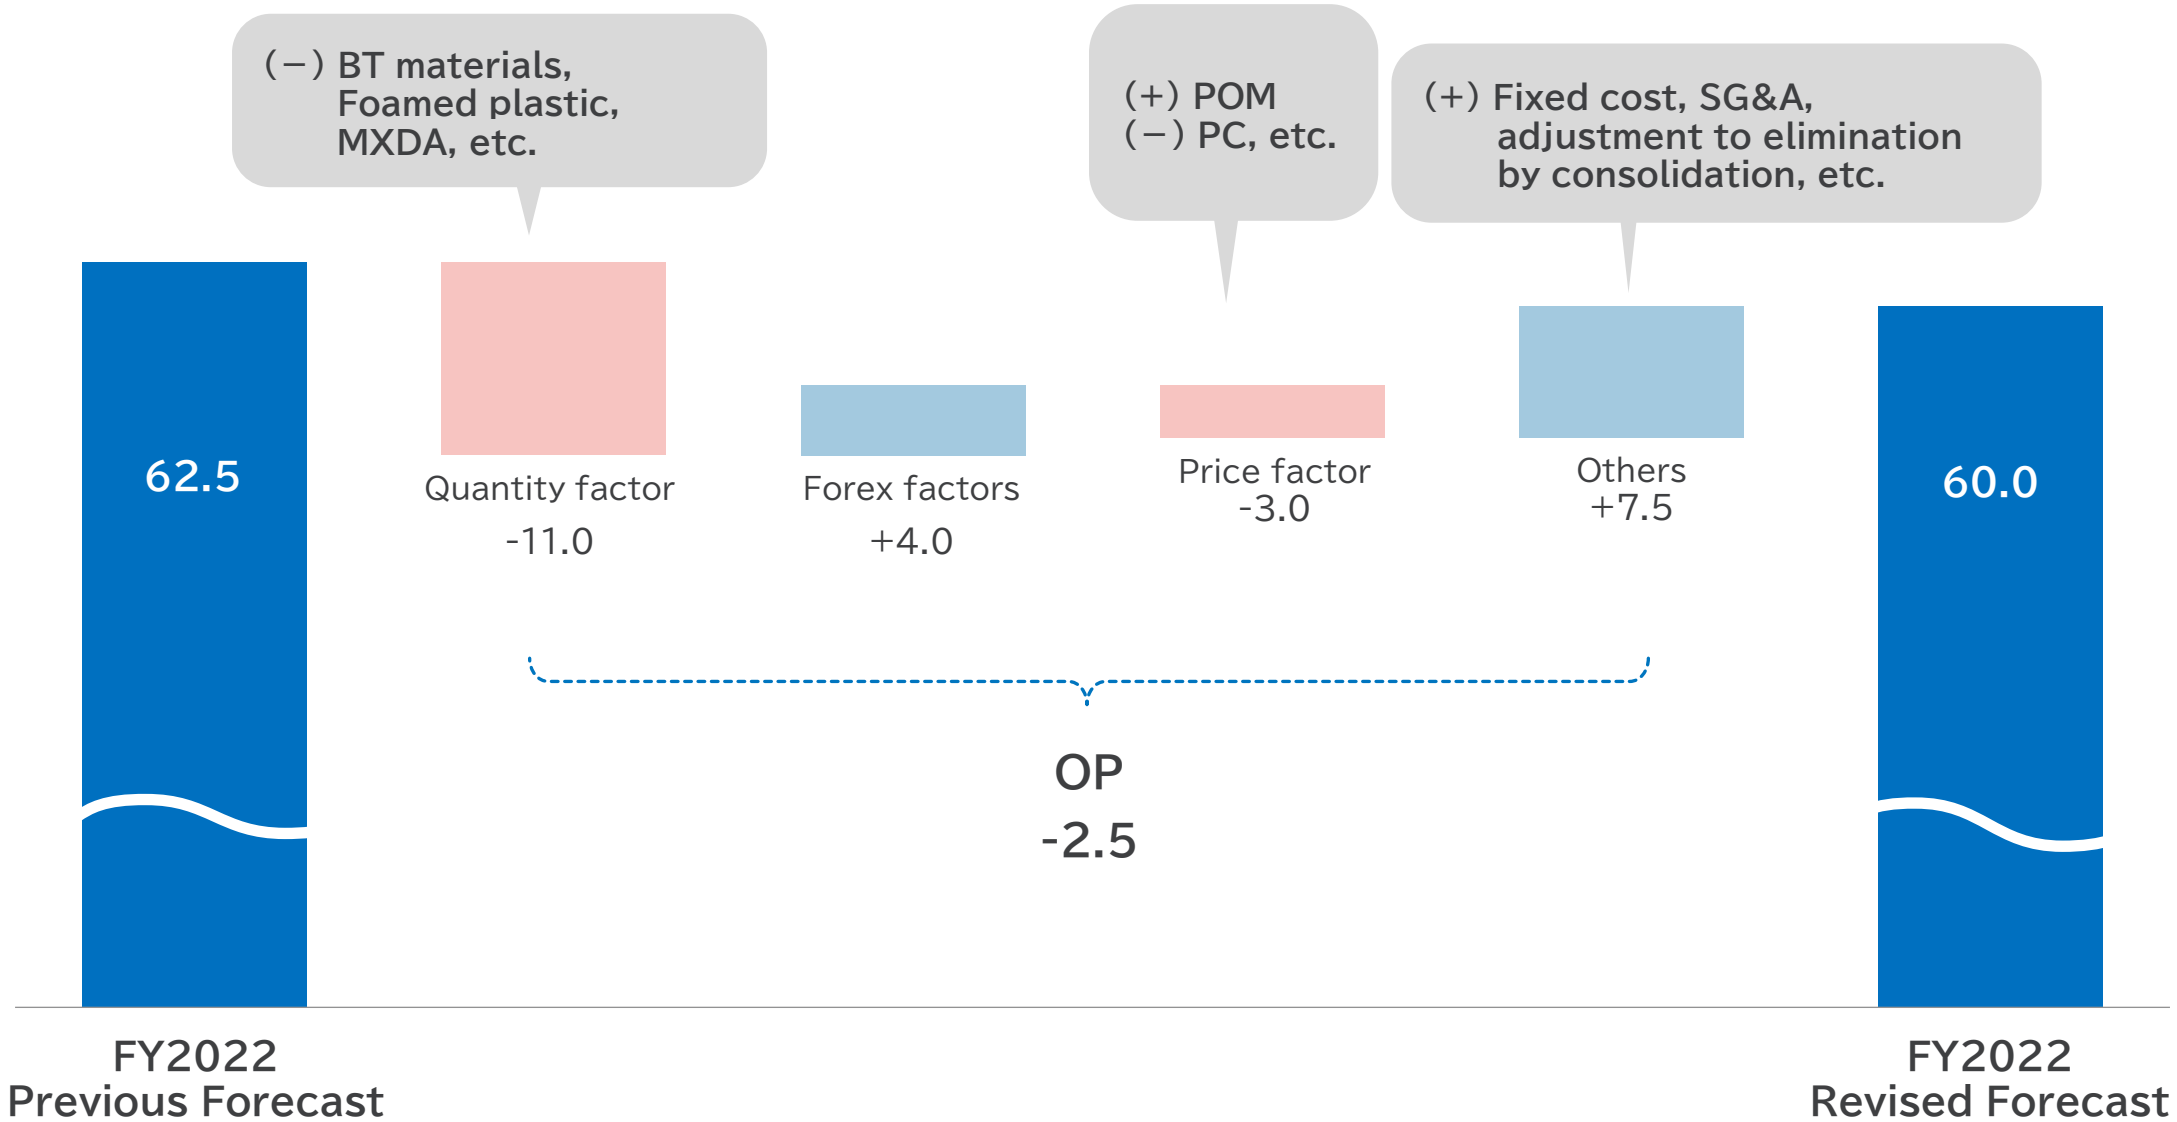 (－) BT materials,
Foamed plastic,
MXDA, etc.
(+) POM
(－) PC, etc.
(+) Fixed cost, SG&A,
adjustment to elimination
by consolidation, etc.
62.5
Quantity factor
-11.0
Forex factors
+4.0
Price factor
-3.0
Others
+7.5
60.0
OP
-2.5
FY2022
Previous Forecast
FY2022
Revised Forecast